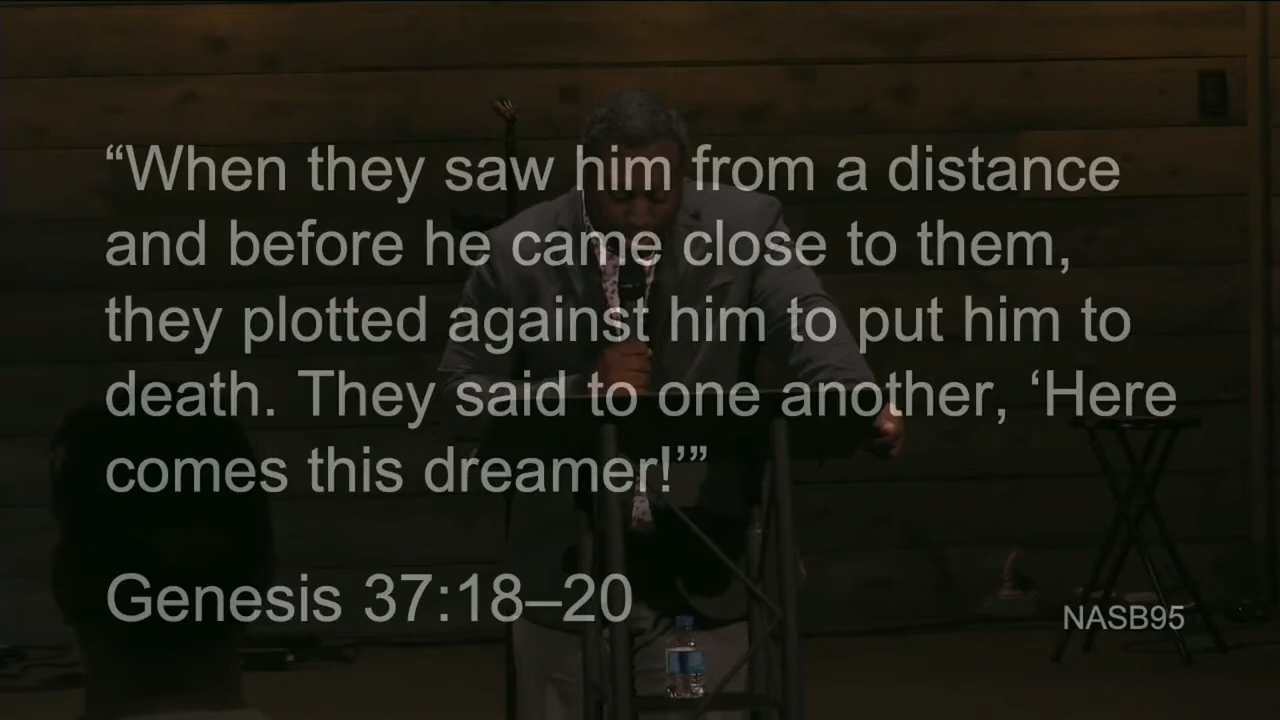 “When they saw him from a distance
and before he came close to them,
they plotted against him to put him to
death. They said to one another, ‘Here
comes this dreamer!’”
Genesis 37:18–20
NASB95